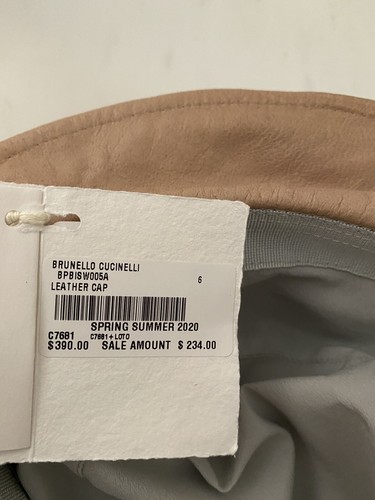 BRUNELLO CUCINELLI
BPBISW005A 6
LEATHER CAP
SPRING SUMMER 2020
C7681 C7681+LOTO
$390.00 SALE AMOUNT $ 234.00